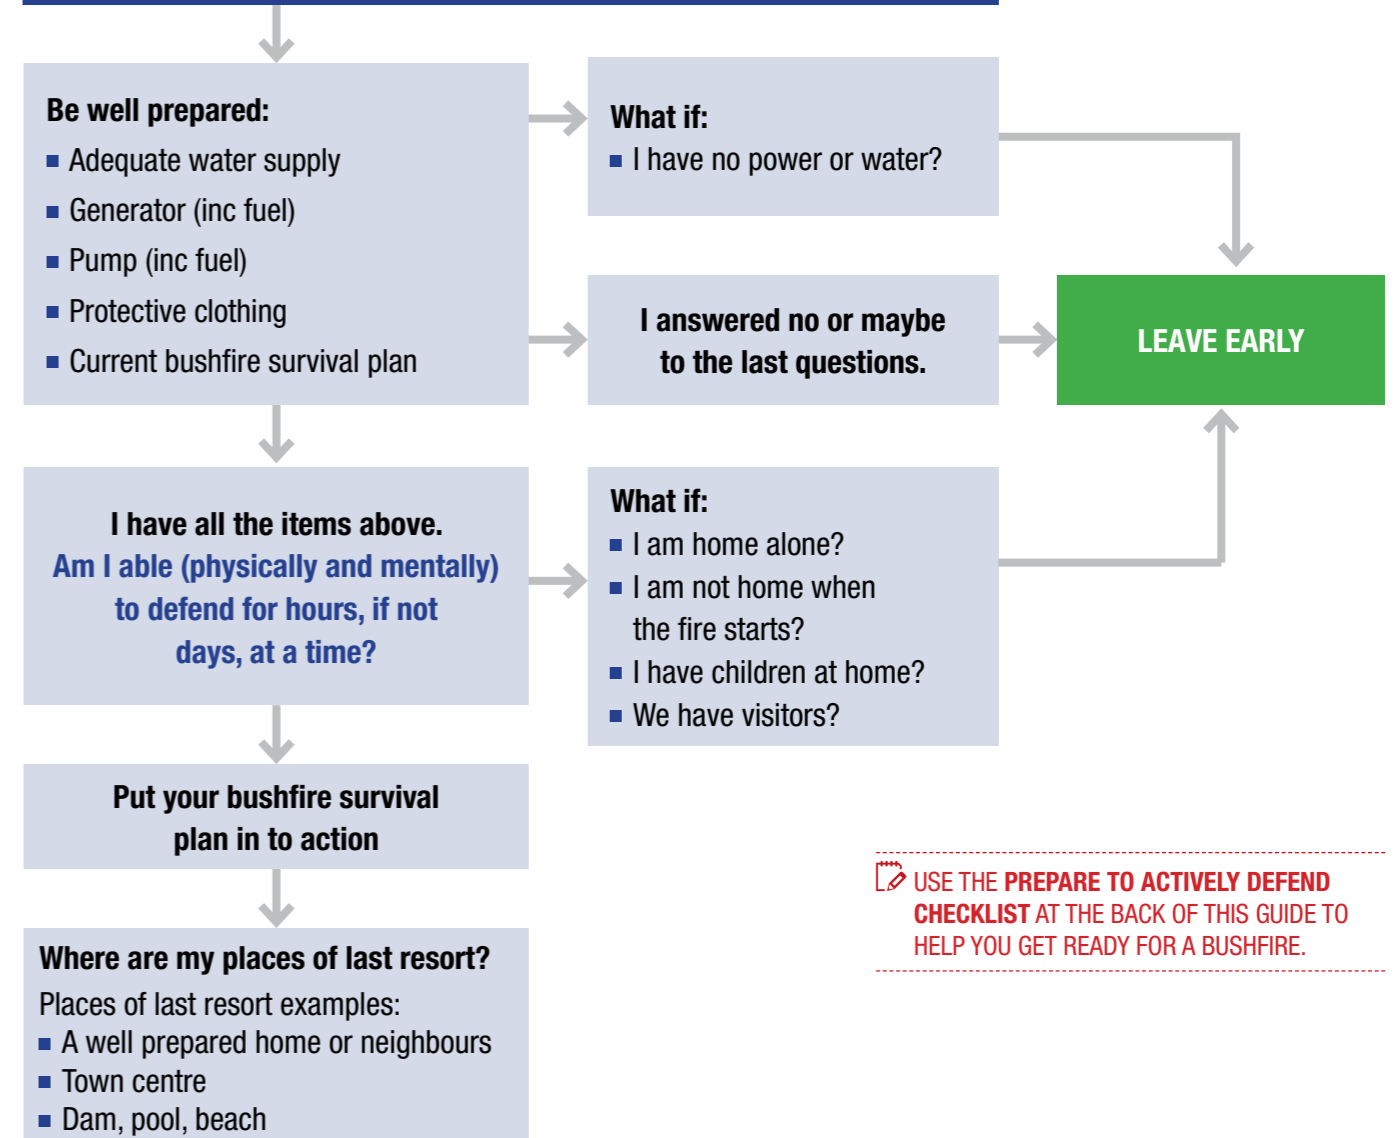 Be well prepared:
Adequate water supply
Generator (inc fuel)
Pump (inc fuel)
Protective clothing
Current bushfire survival plan
What if:
I have no power or water?
I answered no or maybe
to the last questions.
LEAVE EARLY
I have all the items above.
Am I able (physically and mentally)
to defend for hours, if not
days, at a time?
What if:
I am home alone?
I am not home when
the fire starts?
I have children at home?
We have visitors?
Put your bushfire survival
plan in to action
Where are my places of last resort?
Places of last resort examples:
A well prepared home or neighbours
Town centre
Dam, pool, beach
USE THE PREPARE TO ACTIVELY DEFEND
CHECKLIST AT THE BACK OF THIS GUIDE TO
HELP YOU GET READY FOR A BUSHFIRE.